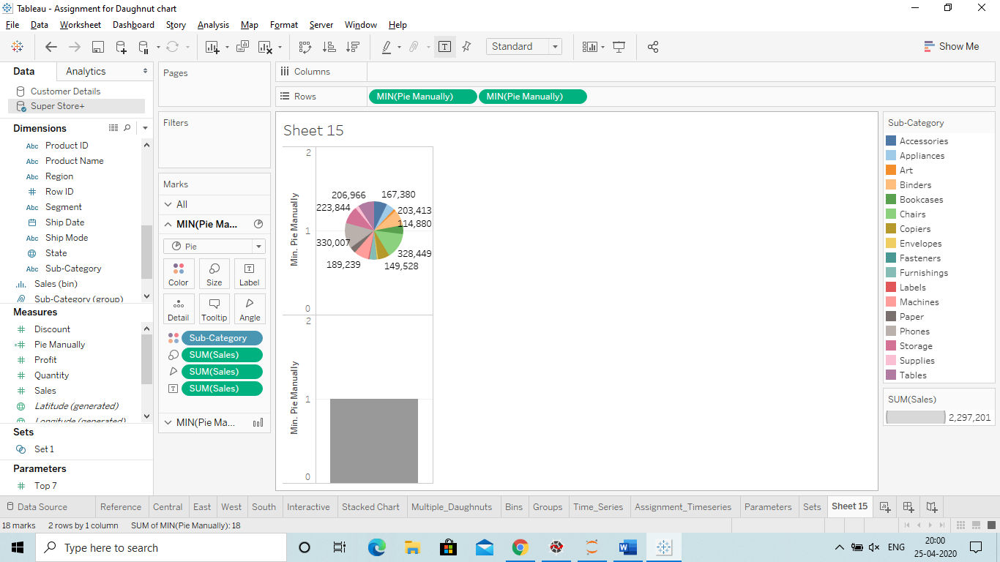 Tableau - Assignment for Daughnut chart
File Data Worksheet Dashboard Story Analysis Map Format Server Window Help
Standard
Show Me
Data
Analytics
Customer Details
Super Store+
Dimensions
Abc Product ID
Abc Product Name
Abc Region
# Row ID
Abc Segment
Ship Date
Abc Ship Mode
State
Abc Sub-Category
Sales (bin)
Sub-Category (group)
Measures
# Discount
=# Pie Manually
# Profit
# Quantity
# Sales
Latitude (generated)
Longitude (generated)
Sets
Set 1
Parameters
# Top 7
Pages
Filters
Marks
All
MIN(Pie Ma...
Pie
Color
Size
T
Label
Detail
Tooltip
Angle
Sub-Category
SUM(Sales)
SUM(Sales)
T SUM(Sales)
MIN(Pie Ma...
Columns
Rows
MIN(Pie Manually)
MIN(Pie Manually)
Sheet 15
2
1
0
Min. Pie Manually
206,966
167,380
223,844
203,413
114,880
330,007
328,449
189,239
149,528
2
1
0
Min. Pie Manually
Sub-Category
Accessories
Appliances
Art
Binders
Bookcases
Chairs
Copiers
Envelopes
Fasteners
Furnishings
Labels
Machines
Paper
Phones
Storage
Supplies
Tables
SUM(Sales)
2,297,201
Data Source
Reference
Central
East
West
South
Interactive
Stacked Chart
Multiple_Daughnuts
Bins
Groups
Time_Series
Assignment_Timeseries
Parameters
Sets
Sheet 15
18 marks
2 rows by 1 column
SUM of MIN(Pie Manually): 18
Type here to search
ENG
20:00
25-04-2020